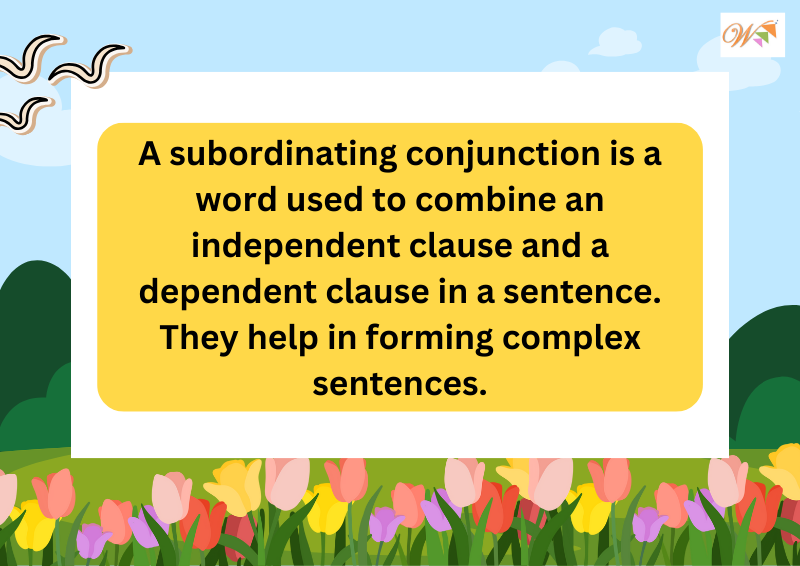 W
A subordinating conjunction is a
word used to combine an
independent clause and a
dependent clause in a sentence.
They help in forming complex
sentences.